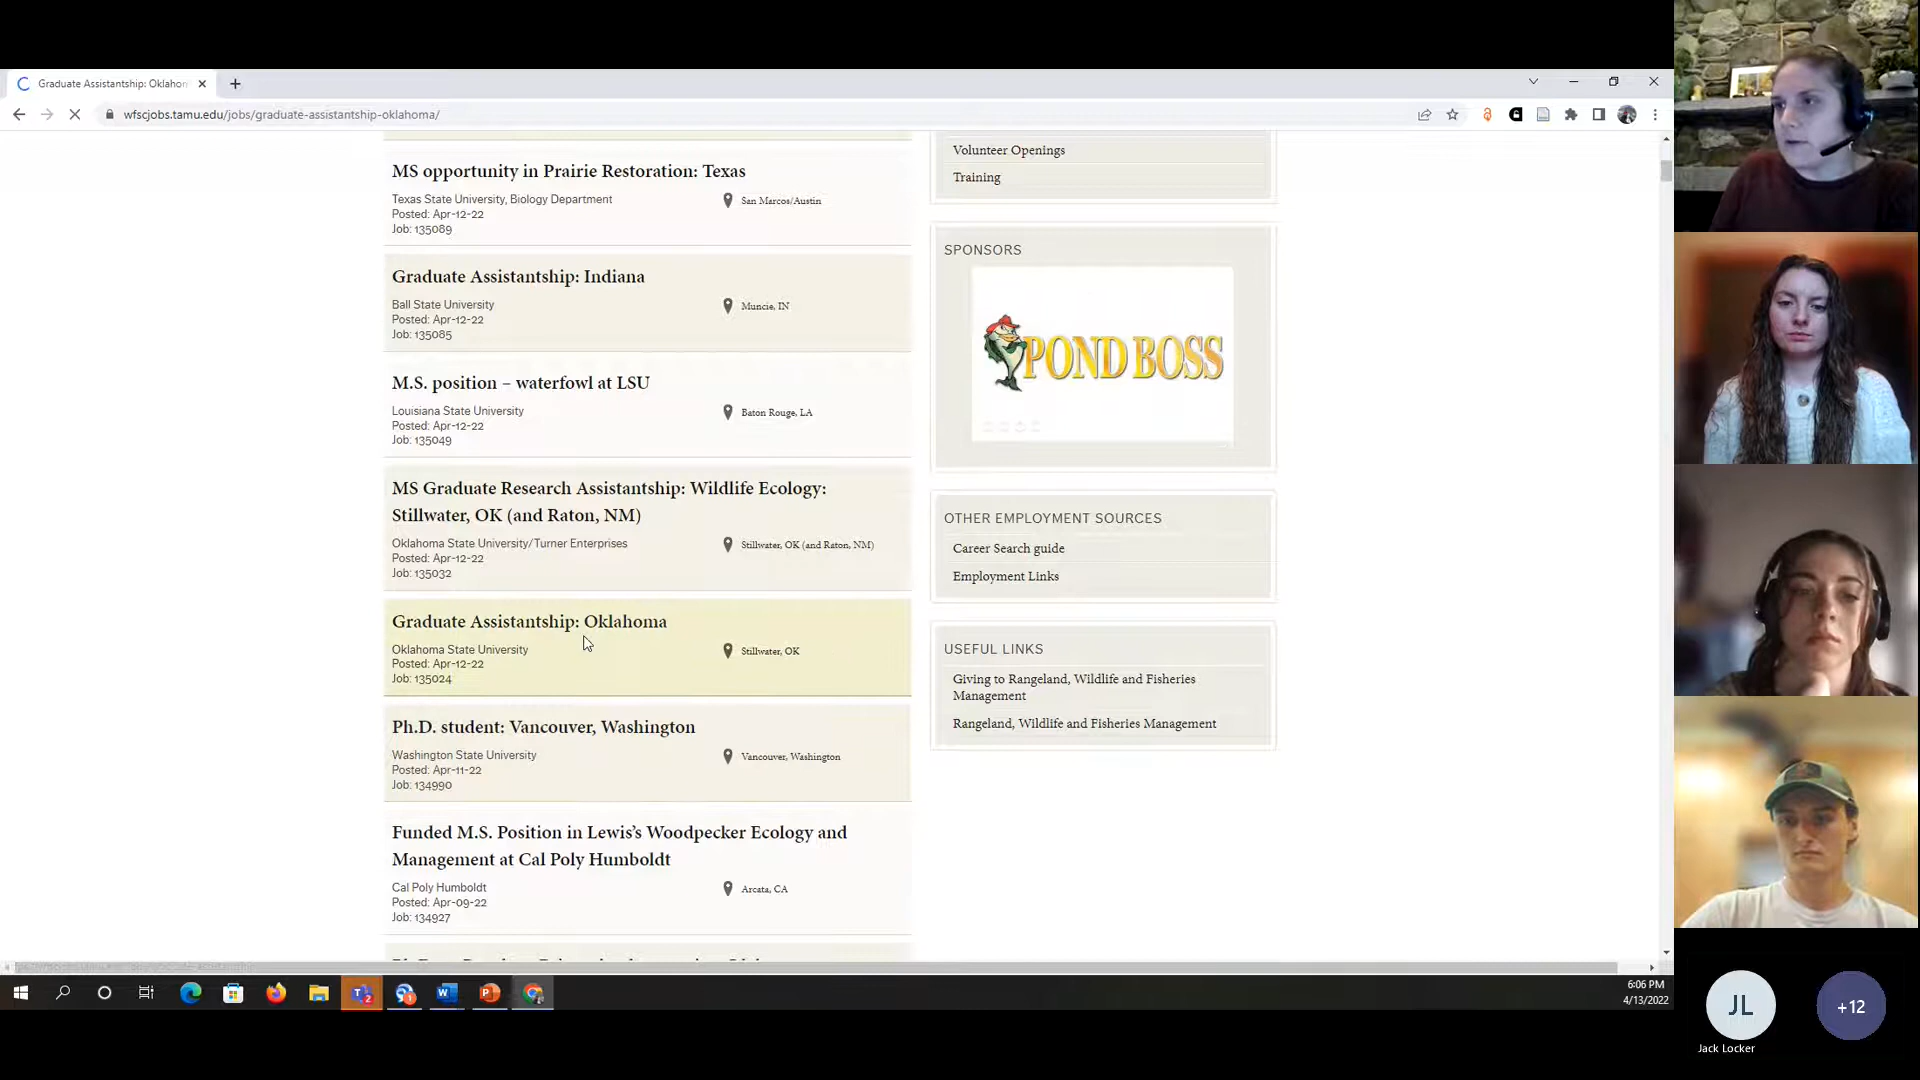 Graduate Assistantship: Oklahom
wfscjobs.tamu.edu/jobs/graduate-assistantship-oklahoma/
MS opportunity in Prairie Restoration: Texas
Texas State University, Biology Department
San Marcos/Austin
Posted: Apr-12-22
Job: 135089
Graduate Assistantship: Indiana
Ball State University
Muncie, IN
Posted: Apr-12-22
Job: 135085
M.S. position – waterfowl at LSU
Louisiana State University
Baton Rouge, LA
Posted: Apr-12-22
Job: 135049
MS Graduate Research Assistantship: Wildlife Ecology:
Stillwater, OK (and Raton, NM)
Oklahoma State University/Turner Enterprises
Stillwater, OK (and Raton, NM)
Posted: Apr-12-22
Job: 135032
Graduate Assistantship: Oklahoma
Oklahoma State University
Stillwater, OK
Posted: Apr-12-22
Job: 135024
Ph.D. student: Vancouver, Washington
Washington State University
Vancouver, Washington
Posted: Apr-11-22
Job: 134990
Funded M.S. Position in Lewis’s Woodpecker Ecology and
Management at Cal Poly Humboldt
Cal Poly Humboldt
Arcata, CA
Posted: Apr-09-22
Job: 134927
Volunteer Openings
Training
SPONSORS
POND BOSS
OTHER EMPLOYMENT SOURCES
Career Search guide
Employment Links
USEFUL LINKS
Giving to Rangeland, Wildlife and Fisheries
Management
Rangeland, Wildlife and Fisheries Management
6:06 PM
4/13/2022
JL
+12
Jack Locker